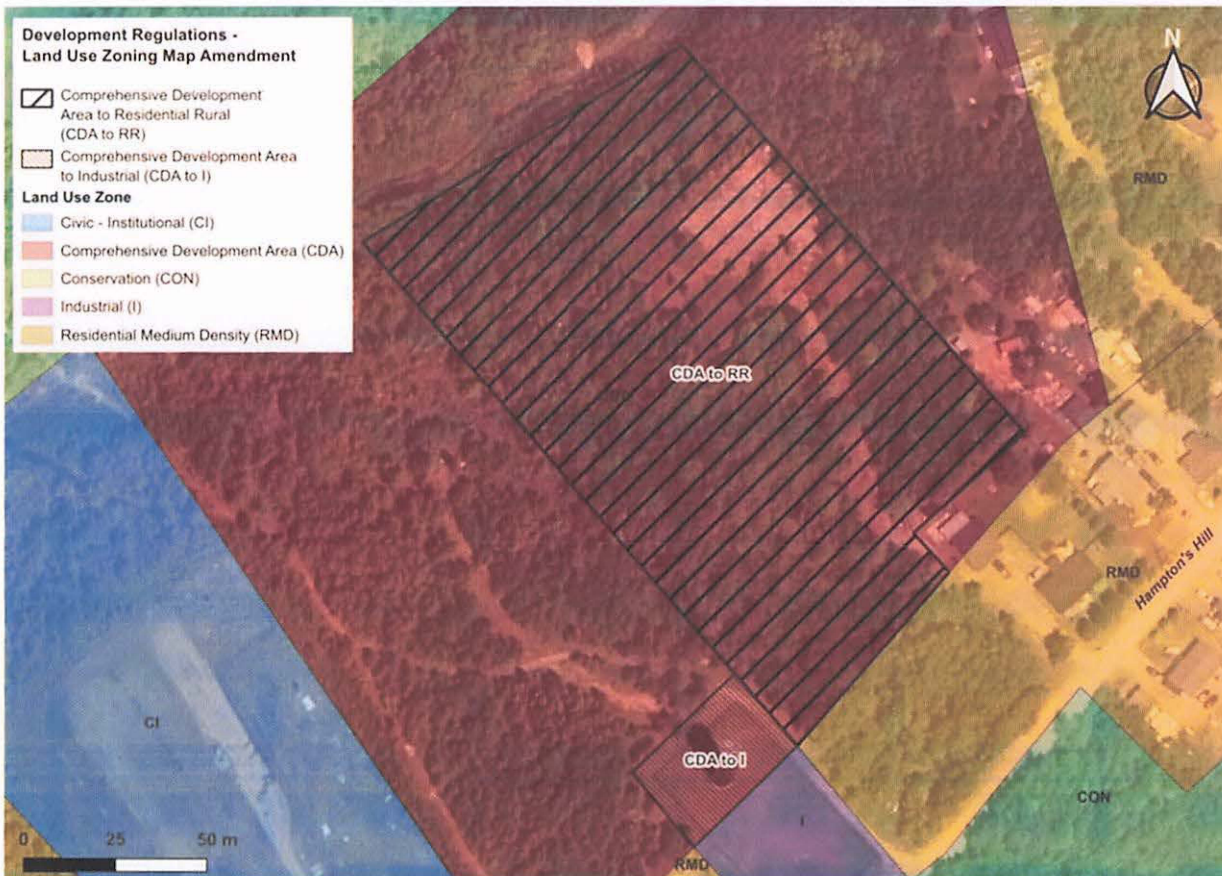 Development Regulations -
Land Use Zoning Map Amendment
Comprehensive Development
Area to Residential Rural
(CDA to RR)
Comprehensive Development Area
to Industrial (CDA to I)
Land Use Zone
Civic - Institutional (CI)
Comprehensive Development Area (CDA)
Conservation (CON)
Industrial (I)
Residential Medium Density (RMD)
N
RMD
CDA to RR
RMD
Hampton's Hill
CI
CDA to I
CON
I
RMD
0 25 50 m